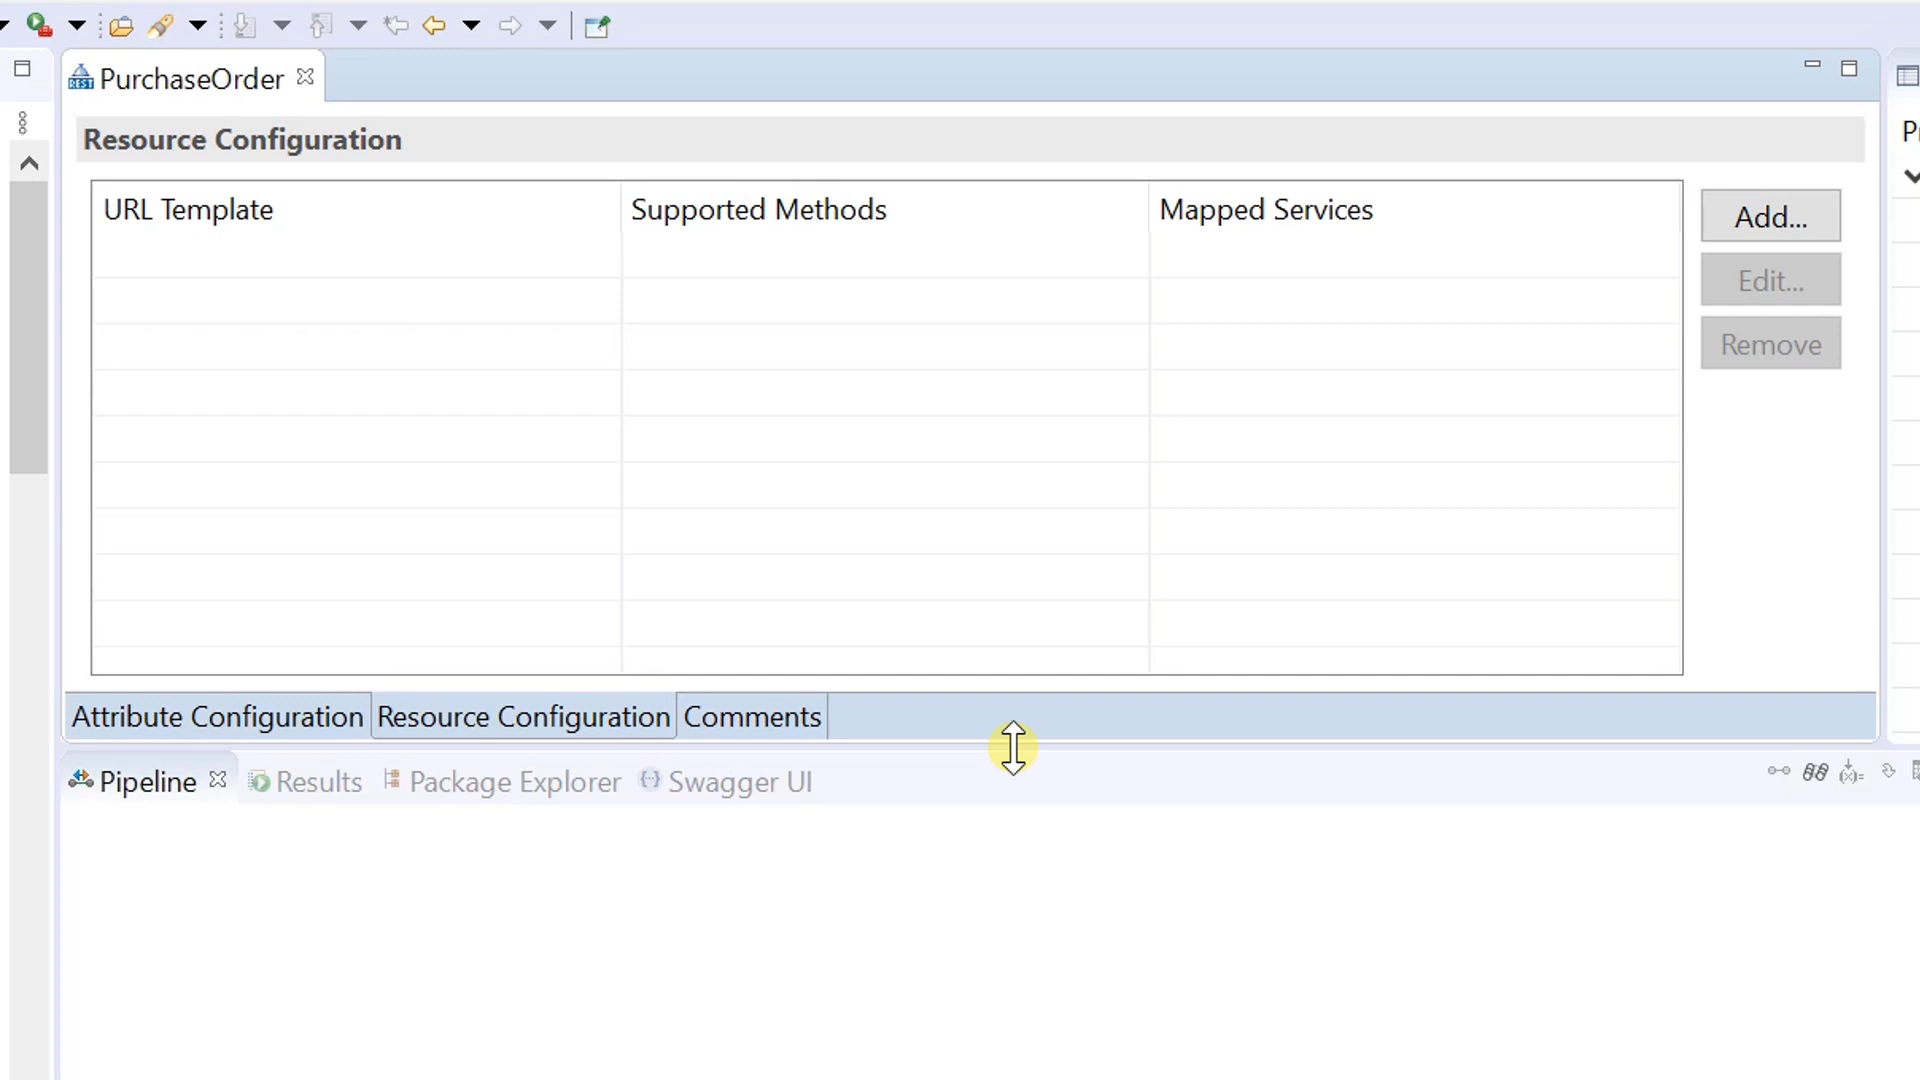 PurchaseOrder
Resource Configuration
URL Template Supported Methods Mapped Services
Add...
Edit...
Remove
Attribute Configuration Resource Configuration Comments
Pipeline Results Package Explorer Swagger UI